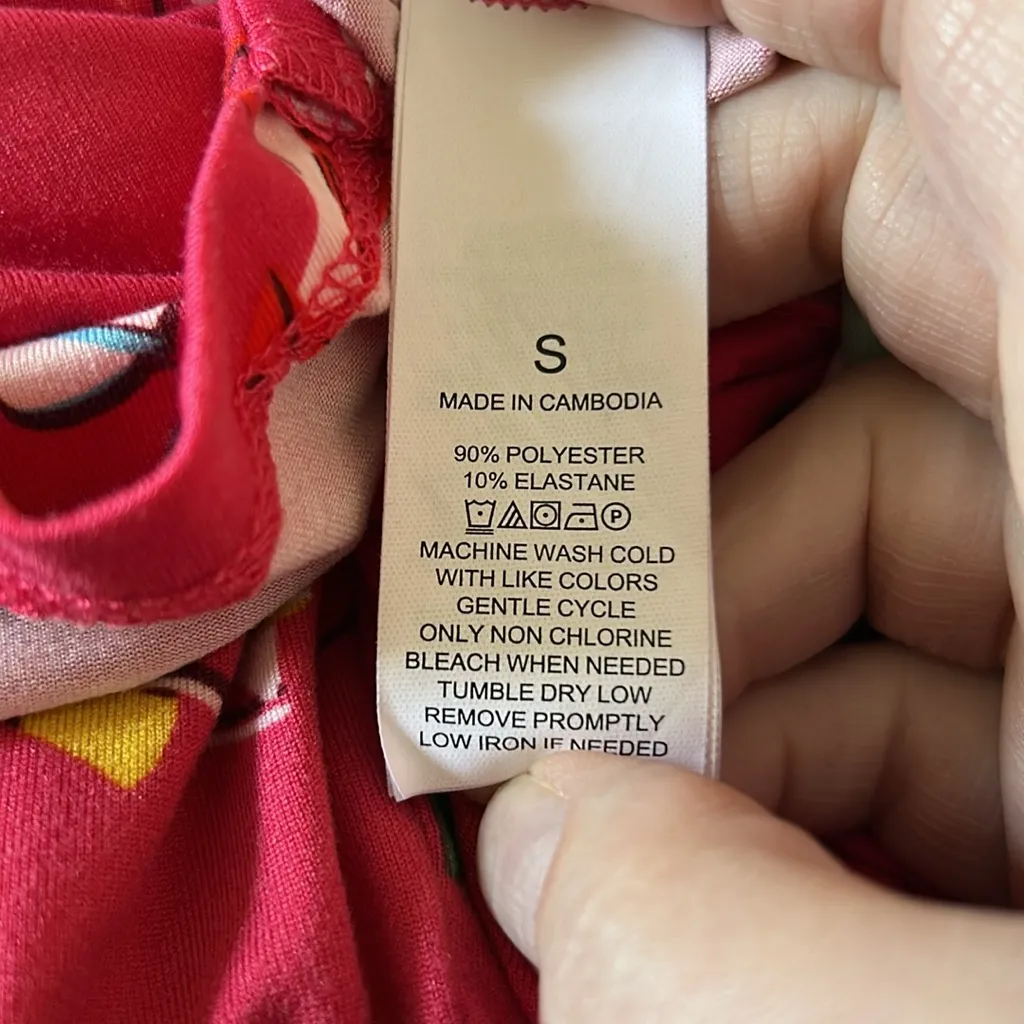 S
MADE IN CAMBODIA
90% POLYESTER
10% ELASTANE
P
MACHINE WASH COLD
WITH LIKE COLORS
GENTLE CYCLE
ONLY NON CHLORINE
BLEACH WHEN NEEDED
TUMBLE DRY LOW
REMOVE PROMPTLY
LOW IRON IF NEEDED